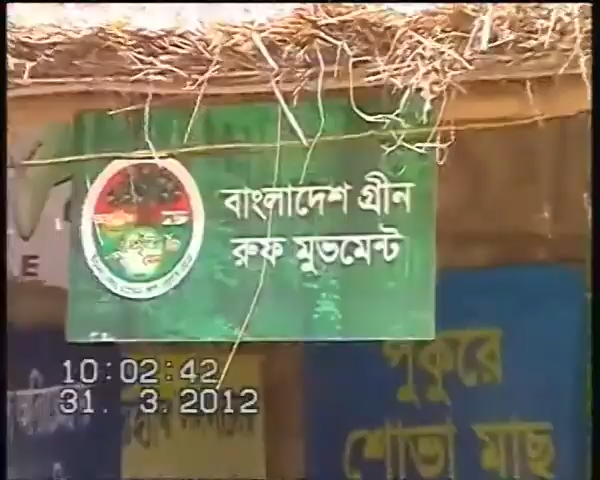 বাংলাদেশ গ্রীন
রুফ মুভমেন্ট
পুকুরে
শোভা মাছ
10:02:42
31. 3.2012